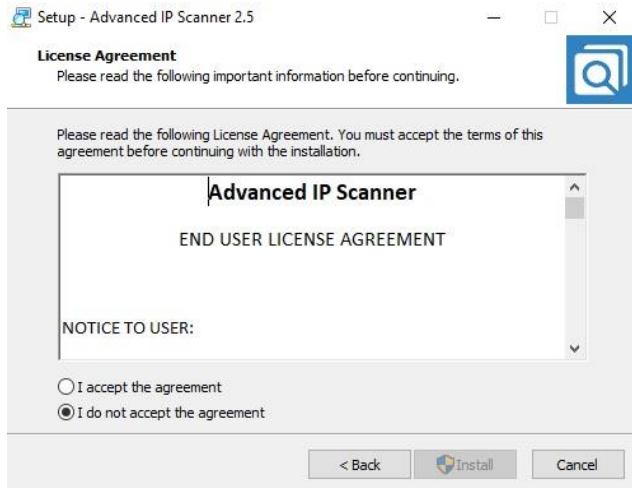 Setup - Advanced IP Scanner 2.5
License Agreement
Please read the following important information before continuing.
Please read the following License Agreement. You must accept the terms of this
agreement before continuing with the installation.
Advanced IP Scanner
END USER LICENSE AGREEMENT
NOTICE TO USER:
I accept the agreement
I do not accept the agreement
< Back
Install
Cancel